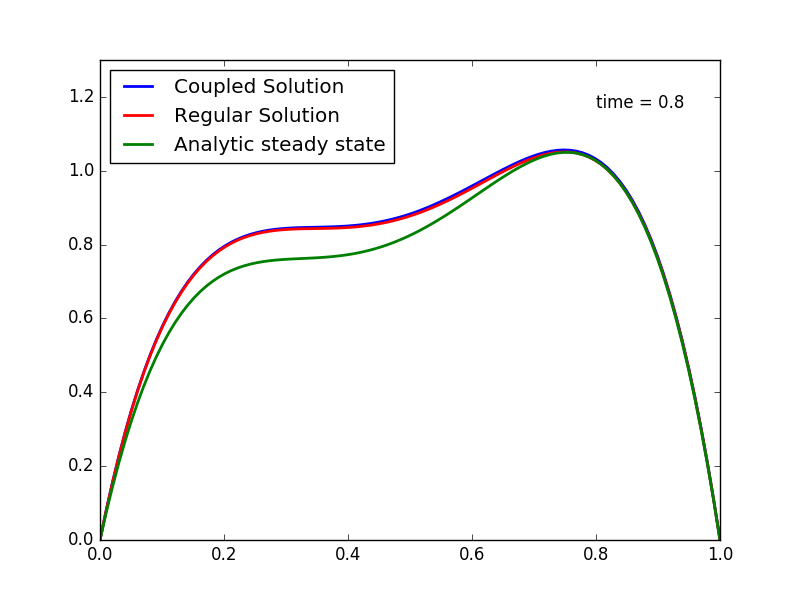 Coupled Solution
Regular Solution
Analytic steady state
time = 0.8
1.2
1.0
0.8
0.6
0.4
0.2
0.0
0.0 0.2 0.4 0.6 0.8 1.0